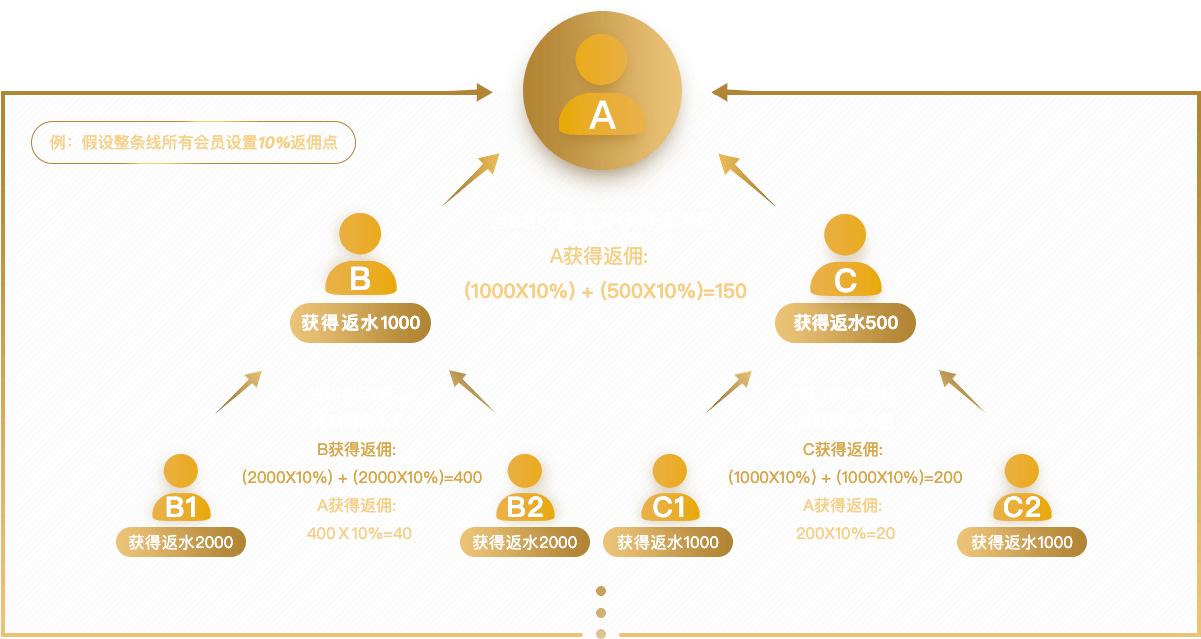 A
例：假设整条线所有会员设置10%返佣点
B
C
A获得返佣:
(1000X10%) + (500X10%)=150
获得返水1000
获得返水500
B获得返佣:
(2000X10%) + (2000X10%)=400
A获得返佣:
400 X 10%=40
C获得返佣:
(1000X10%) + (1000X10%)=200
A获得返佣:
200X10%=20
B1
B2
C1
C2
获得返水2000
获得返水2000
获得返水1000
获得返水1000